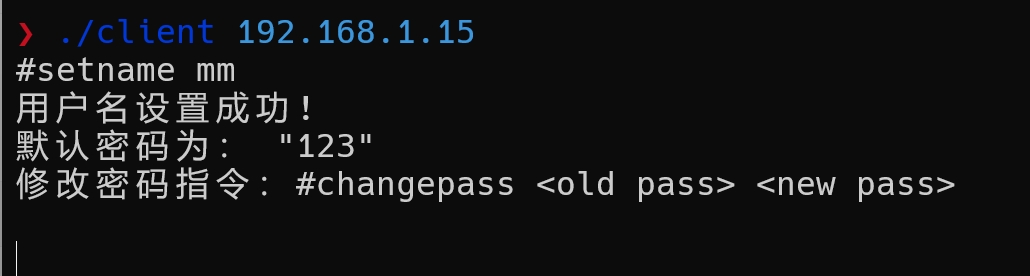 ❯ ./client 192.168.1.15
#setname mm
用户名设置成功！
默认密码为： "123"
修改密码指令：#changepass <old pass> <new pass>